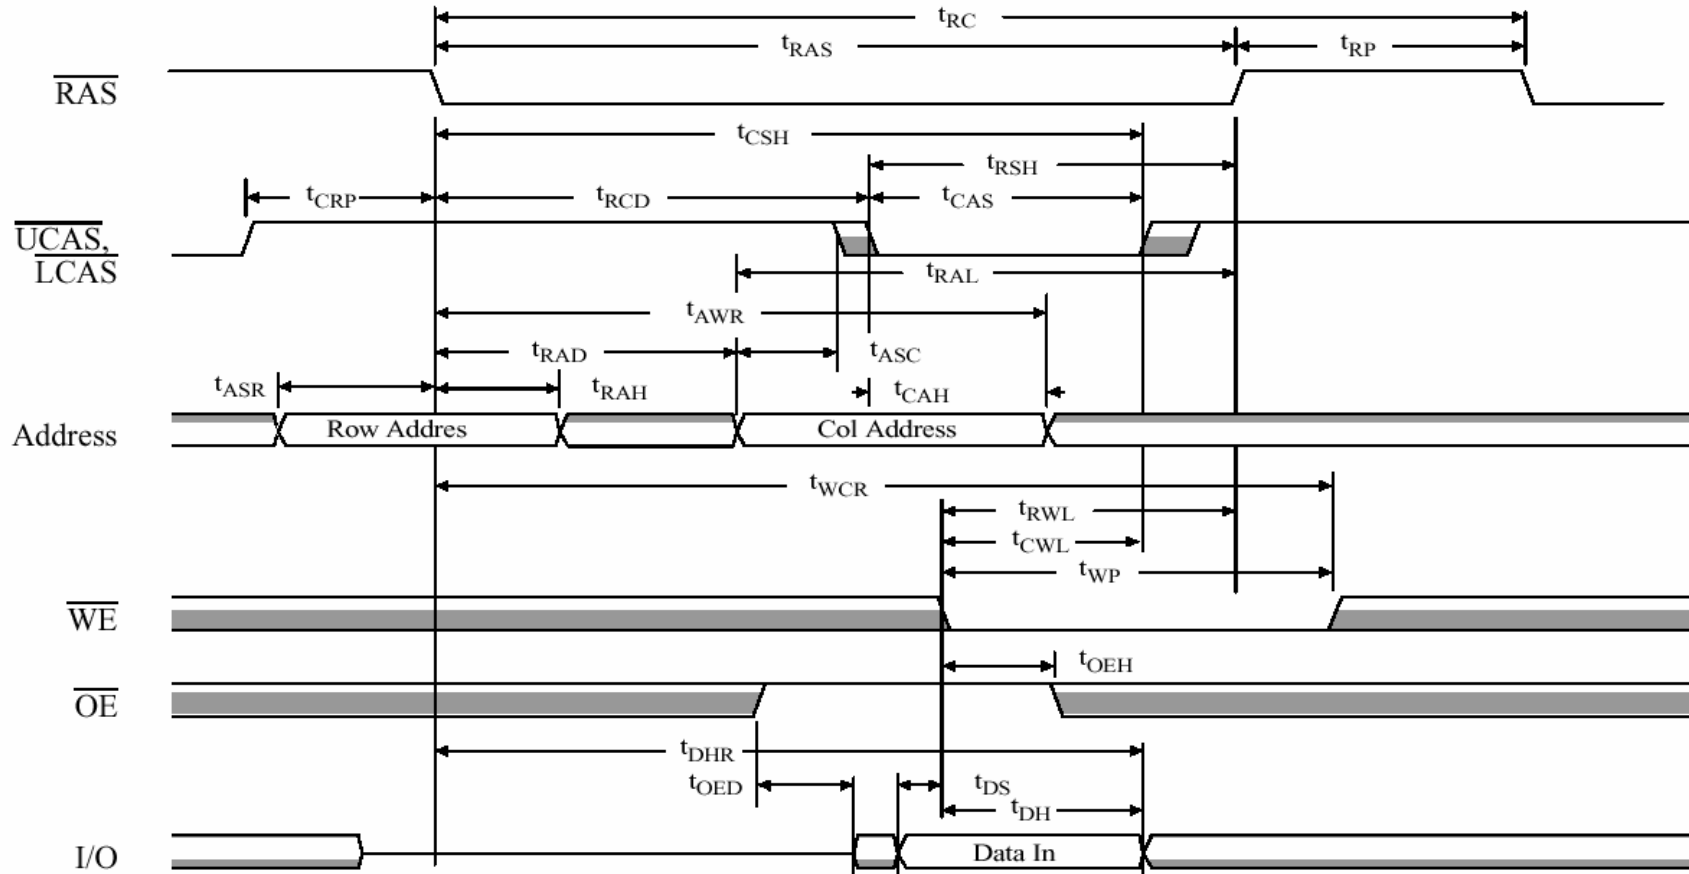 tRC
tRAS tRP
RAS
tCSH
tRSH
tCRP tRCD tCAS
UCAS,
LCAS
tRAL
tAWR
tRAD tASC
tASR tRAH tCAH
Address Row Addres Col Address
tWCR
tRWL
tCWL
tWP
WE
tOEH
OE
tDHR
tOED tDS
tDH
I/O Data In